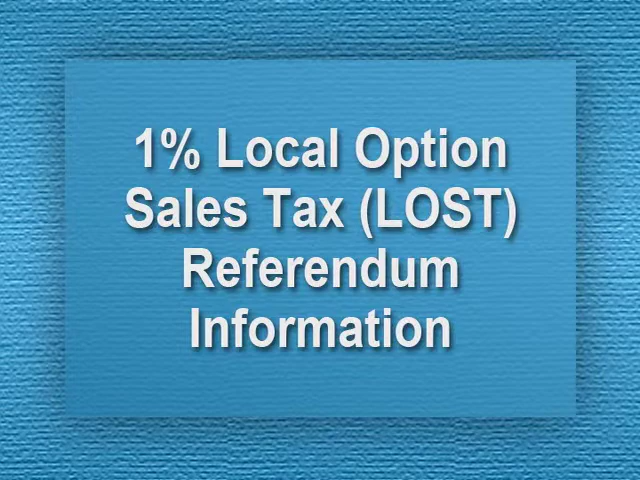 1% Local Option
Sales Tax (LOST)
Referendum
Information